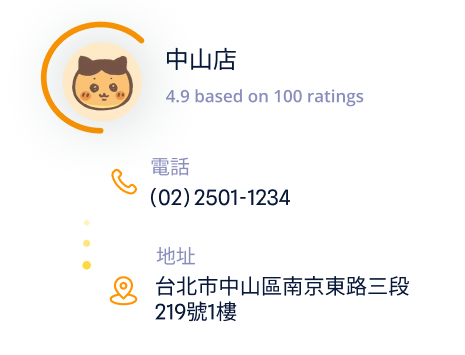 中山店
4.9 based on 100 ratings
電話
(02) 2501-1234
地址
台北市中山區南京東路三段
219號1樓